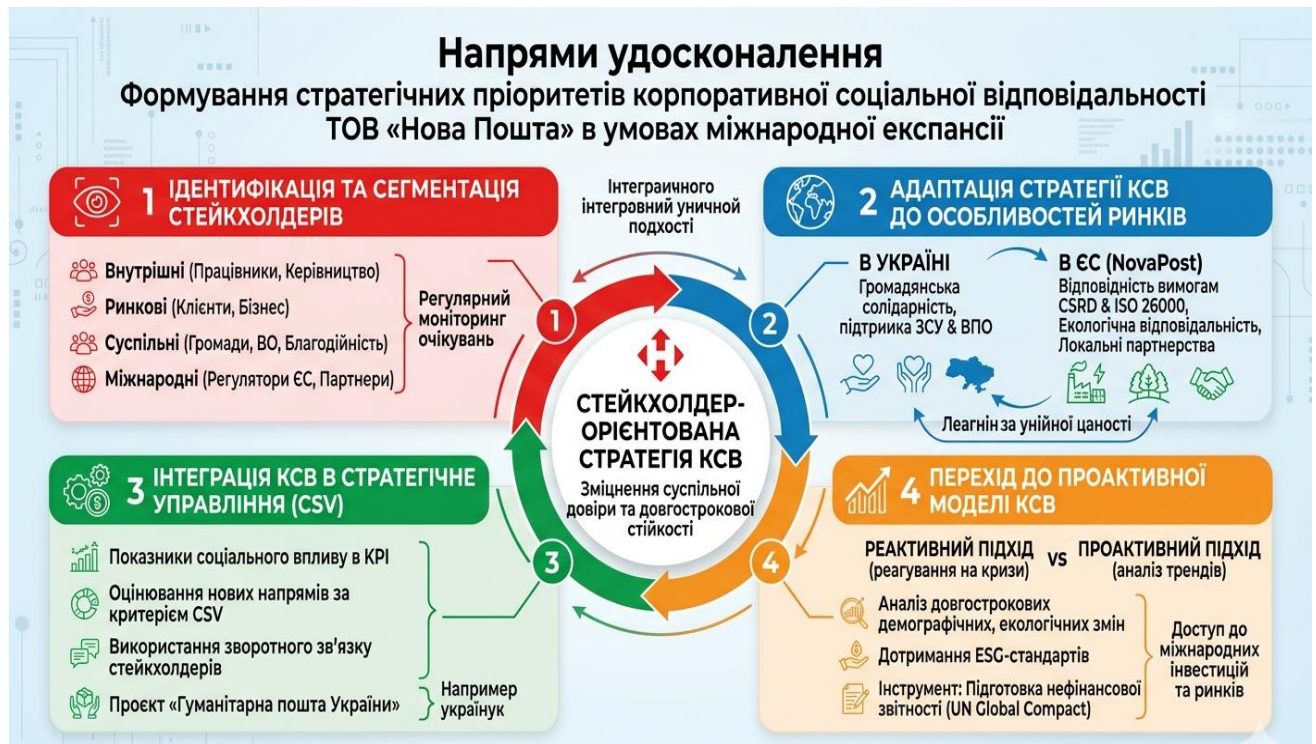 Напрями удосконалення
Формування стратегічних пріоритетів корпоративної соціальної відповідальності
ТОВ «Нова Пошта» в умовах міжнародної експансії
1 ІДЕНТИФІКАЦІЯ ТА СЕГМЕНТАЦІЯ
СТЕЙКХОЛДЕРІВ
Внутрішні (Працівники, Керівництво)
Ринкові (Клієнти, Бізнес)
Суспільні (Громади, ВО, Благодійність)
Міжнародні (Регулятори ЄС, Партнери)
Регулярний
моніторинг
очікувань
Інтеграичного
інтегравний уничной
подхості
2 АДАПТАЦІЯ СТРАТЕГІЇ КСВ
ДО ОСОБЛИВОСТЕЙ РИНКІВ
В УКРАЇНІ
Громадянська
солідарність,
підтриика ЗСУ & ВПО
В ЄС (NovaPost)
Відповідність вимогам
CSRD & ISO 26000,
Екологічна відповідальність,
Локальні партнерства
Леагнін за унійної цаності
1
2
3
4
Н
СТЕЙКХОЛДЕР-
ОРІЄНТОВАНА
СТРАТЕГІЯ КСВ
Зміцнення суспільної
довіри та довгострокової
стійкості
3 ІНТЕГРАЦІЯ КСВ В СТРАТЕГІЧНЕ
УПРАВЛІННЯ (CSV)
Показники соціального впливу в KPI
Оцінювання нових напрямів за
критерієм CSV
Використання зворотного зв'язку
стейкхолдерів
Проєкт «Гуманітарна пошта України»
Например
українук
4 ПЕРЕХІД ДО ПРОАКТИВНОЇ
МОДЕЛІ КСВ
РЕАКТИВНИЙ ПІДХІД
(реагування на кризи)
VS
ПРОАКТИВНИЙ ПІДХІД
(аналіз трендів)
Аналіз довгострокових
демографічних, екологічних змін
Дотримання ESG-стандартів
Інструмент: Підготовка нефінансової
звітності (UN Global Compact)
Доступ до
міжнародних
інвестицій
та ринків